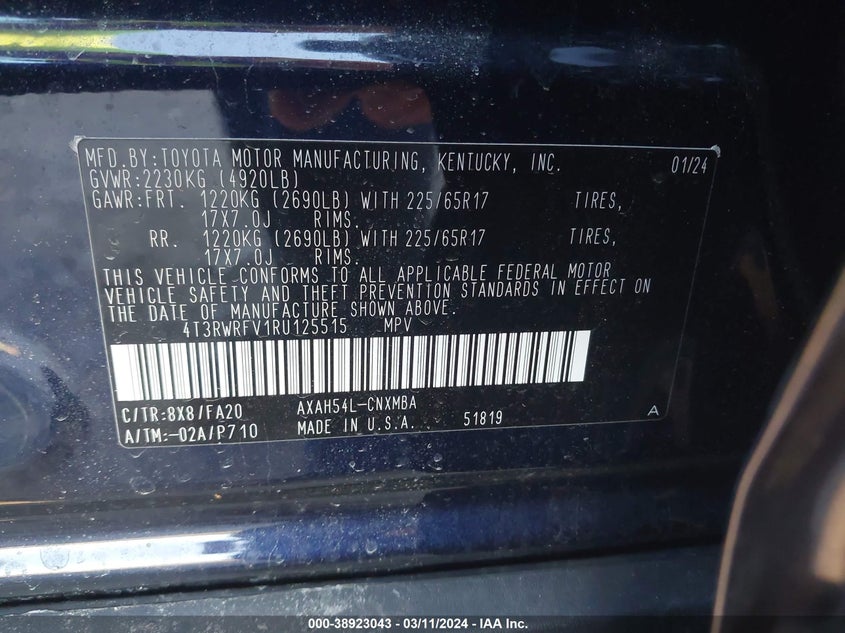 MFD.BY:TOYOTA MOTOR MANUFACTURING, KENTUCKY, INC. 01/24
GVWR:2230KG (4920LB)
GAWR:FRT. 1220KG (2690LB) WITH 225/65R17 TIRES,
17X7.0J RIMS.
RR. 1220KG (2690LB) WITH 225/65R17 TIRES,
17X7.0J RIMS.
THIS VEHICLE CONFORMS TO ALL APPLICABLE FEDERAL MOTOR
VEHICLE SAFETY AND THEFT PREVENTION STANDARDS IN EFFECT ON
THE DATE OF MANUFACTURE SHOWN ABOVE.
4T3RWRFV1RU125515 MPV
C/TR:8X8/FA20 AXAH54L-CNXMBA
A/TM:-02A/P710 MADE IN U.S.A. 51819 A
000-38923043 - 03/11/2024 - IAA Inc.